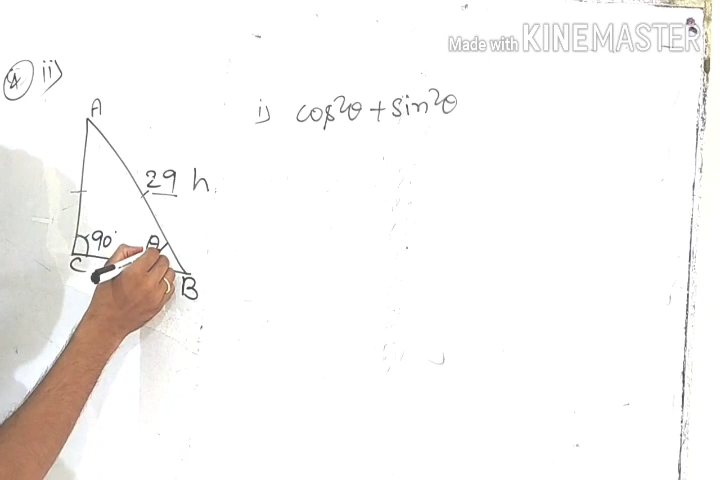 Made with KINEMASTER
4 ii)
i) cos²θ + sin²θ
A
29 h.
90°
θ
C
B